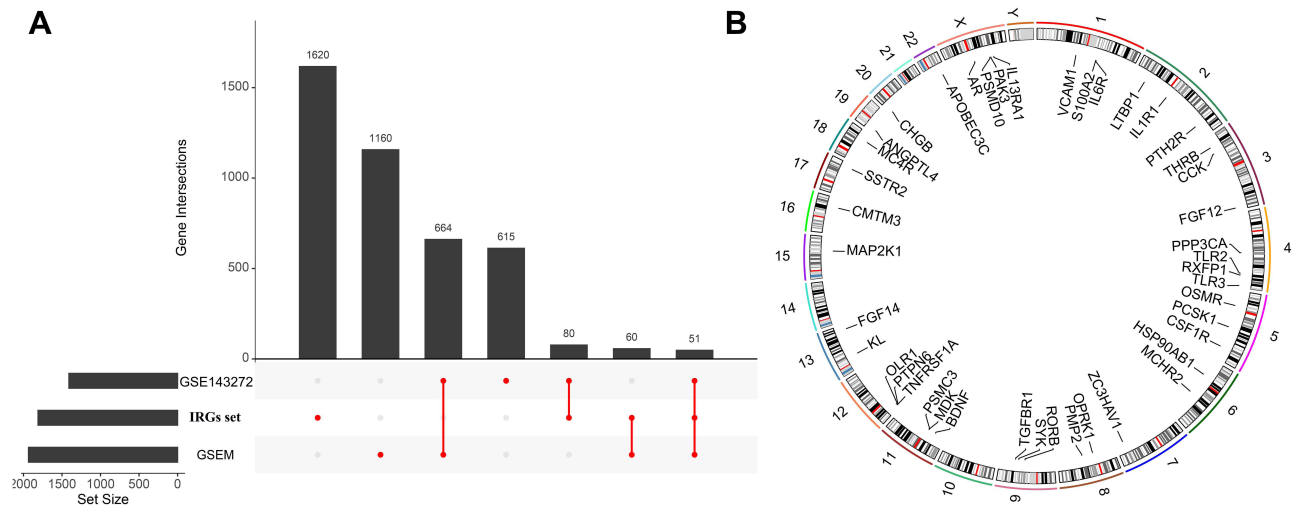 A
Gene Intersections
1500
1000
500
0
1620
1160
664
615
80
60
51
GSE143272
IRGs set
GSEM
2000 1500 1000 500 0
Set Size
B
1
2
3
4
5
6
7
8
9
10
11
12
13
14
15
16
17
18
19
20
21
22
X
Y
VCAM1
S100A2
IL6R
LTBP1
IL1R1
PTH2R
THRB
CCK
FGF12
PPP3CA
TLR2
RXFP1
TLR3
OSMR
PCSK1
CSF1R
HSP90AB1
MCHR2
ZC3HAV1
OPRK1
PMP2
RORB
SYK
TGFBR1
BDNF
MDK
PSMC3
TNFRSF1A
PTPN6
OLR1
KL
FGF14
MAP2K1
CMTM3
SSTR2
MC4R
ANGPTL4
CHGB
APOBEC3C
AR
PSMD10
PAK3
IL13RA1